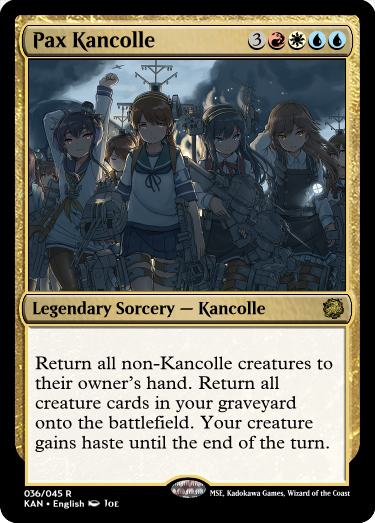 Pax Kancolle 3
Legendary Sorcery — Kancolle
Return all non-Kancolle creatures to
their owner's hand. Return all
creature cards in your graveyard
onto the battlefield. Your creature
gains haste until the end of the turn.
036/045 R
KAN • English JOE
MSE, Kadokawa Games, Wizard of the Coast